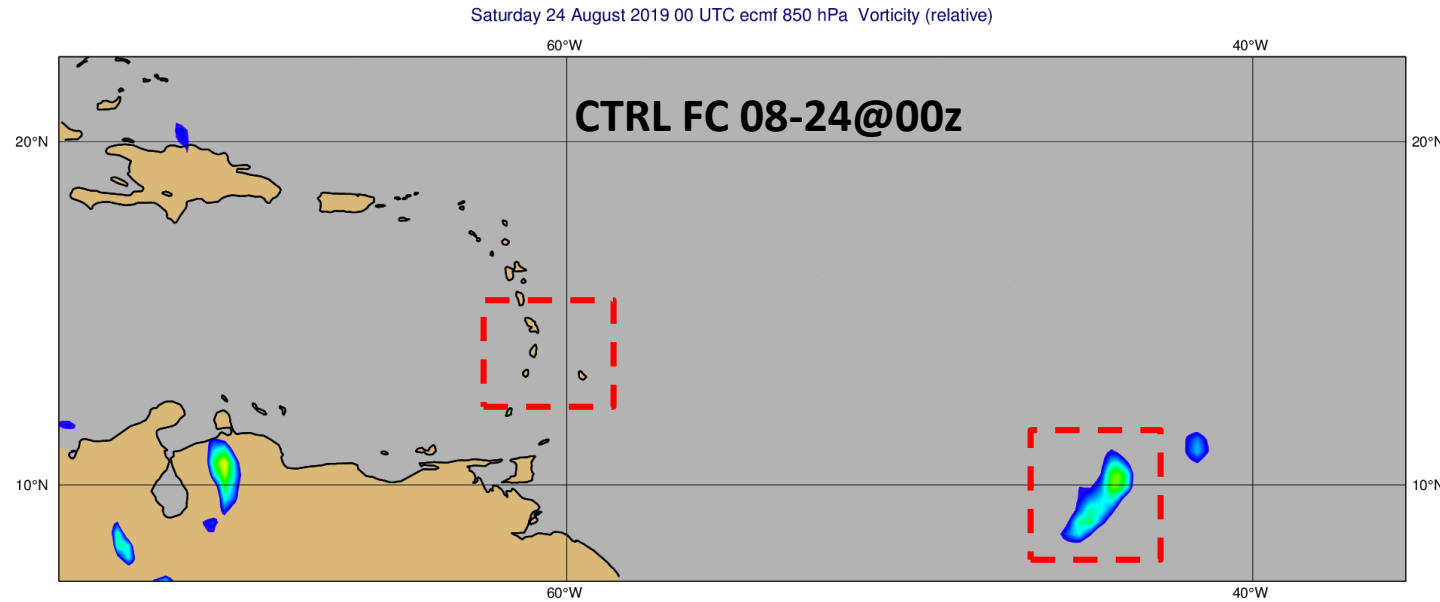 Saturday 24 August 2019 00 UTC ecmf 850 hPa Vorticity (relative)
60°W 40°W
CTRL FC 08-24@00z
20°N 20°N
10°N 10°N
60°W 40°W